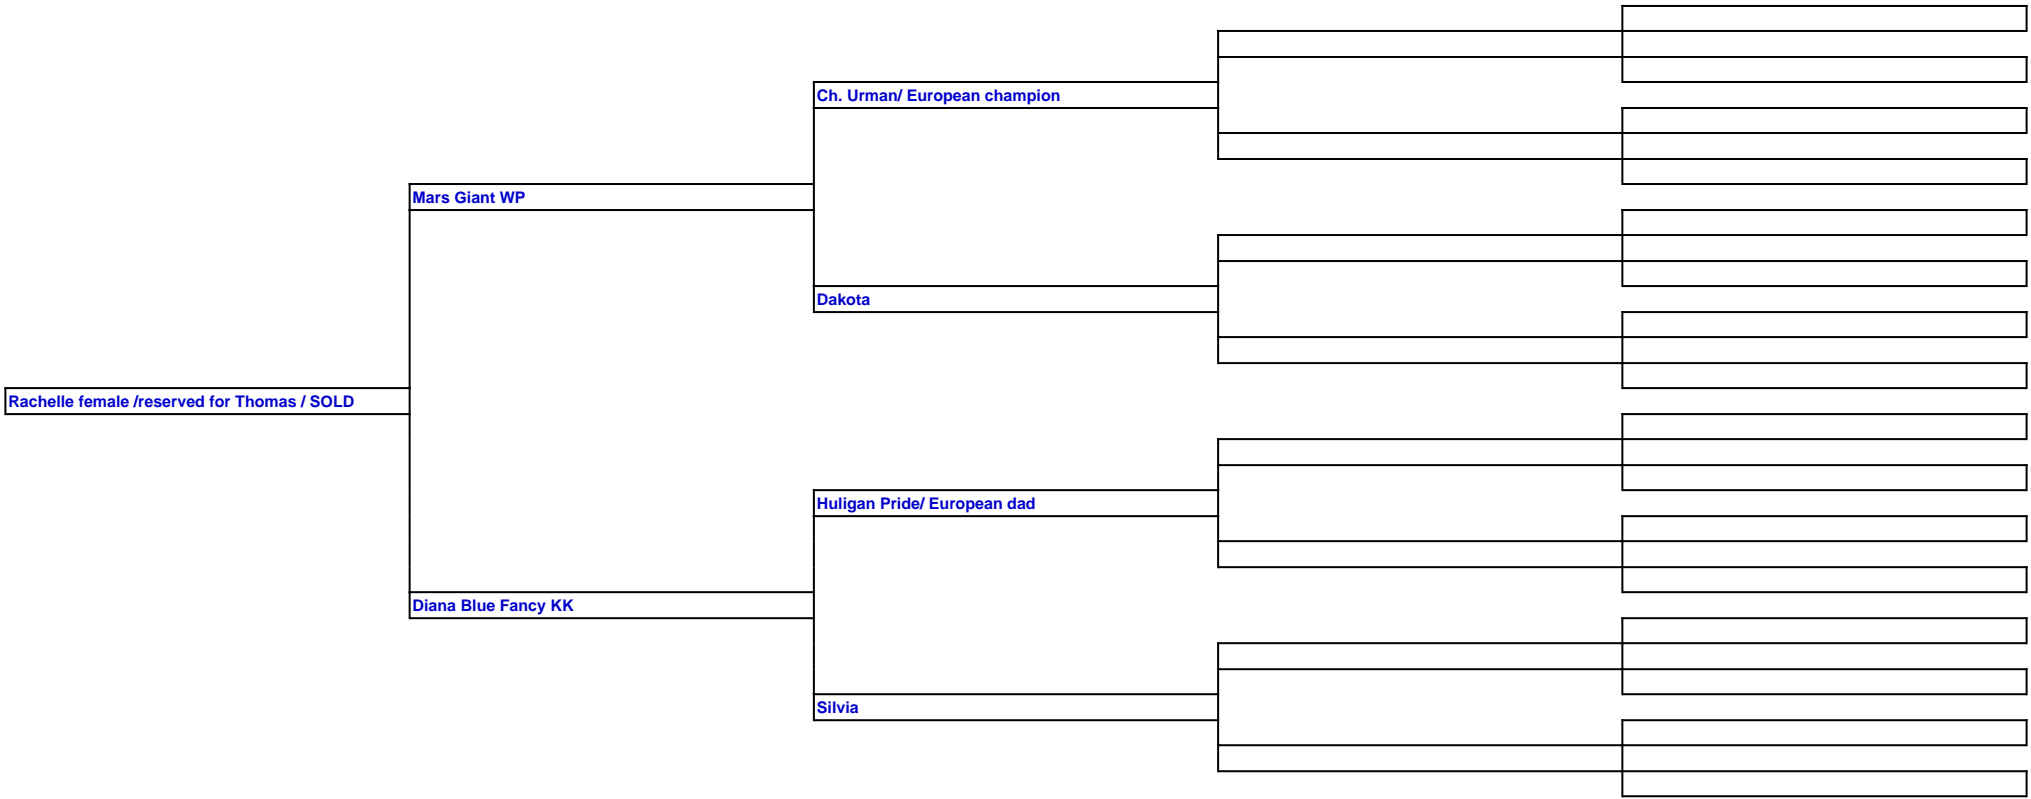 Ch. Urman/ European champion
Mars Giant WP
Dakota
Rachelle female /reserved for Thomas / SOLD
Huligan Pride/ European dad
Diana Blue Fancy KK
Silvia